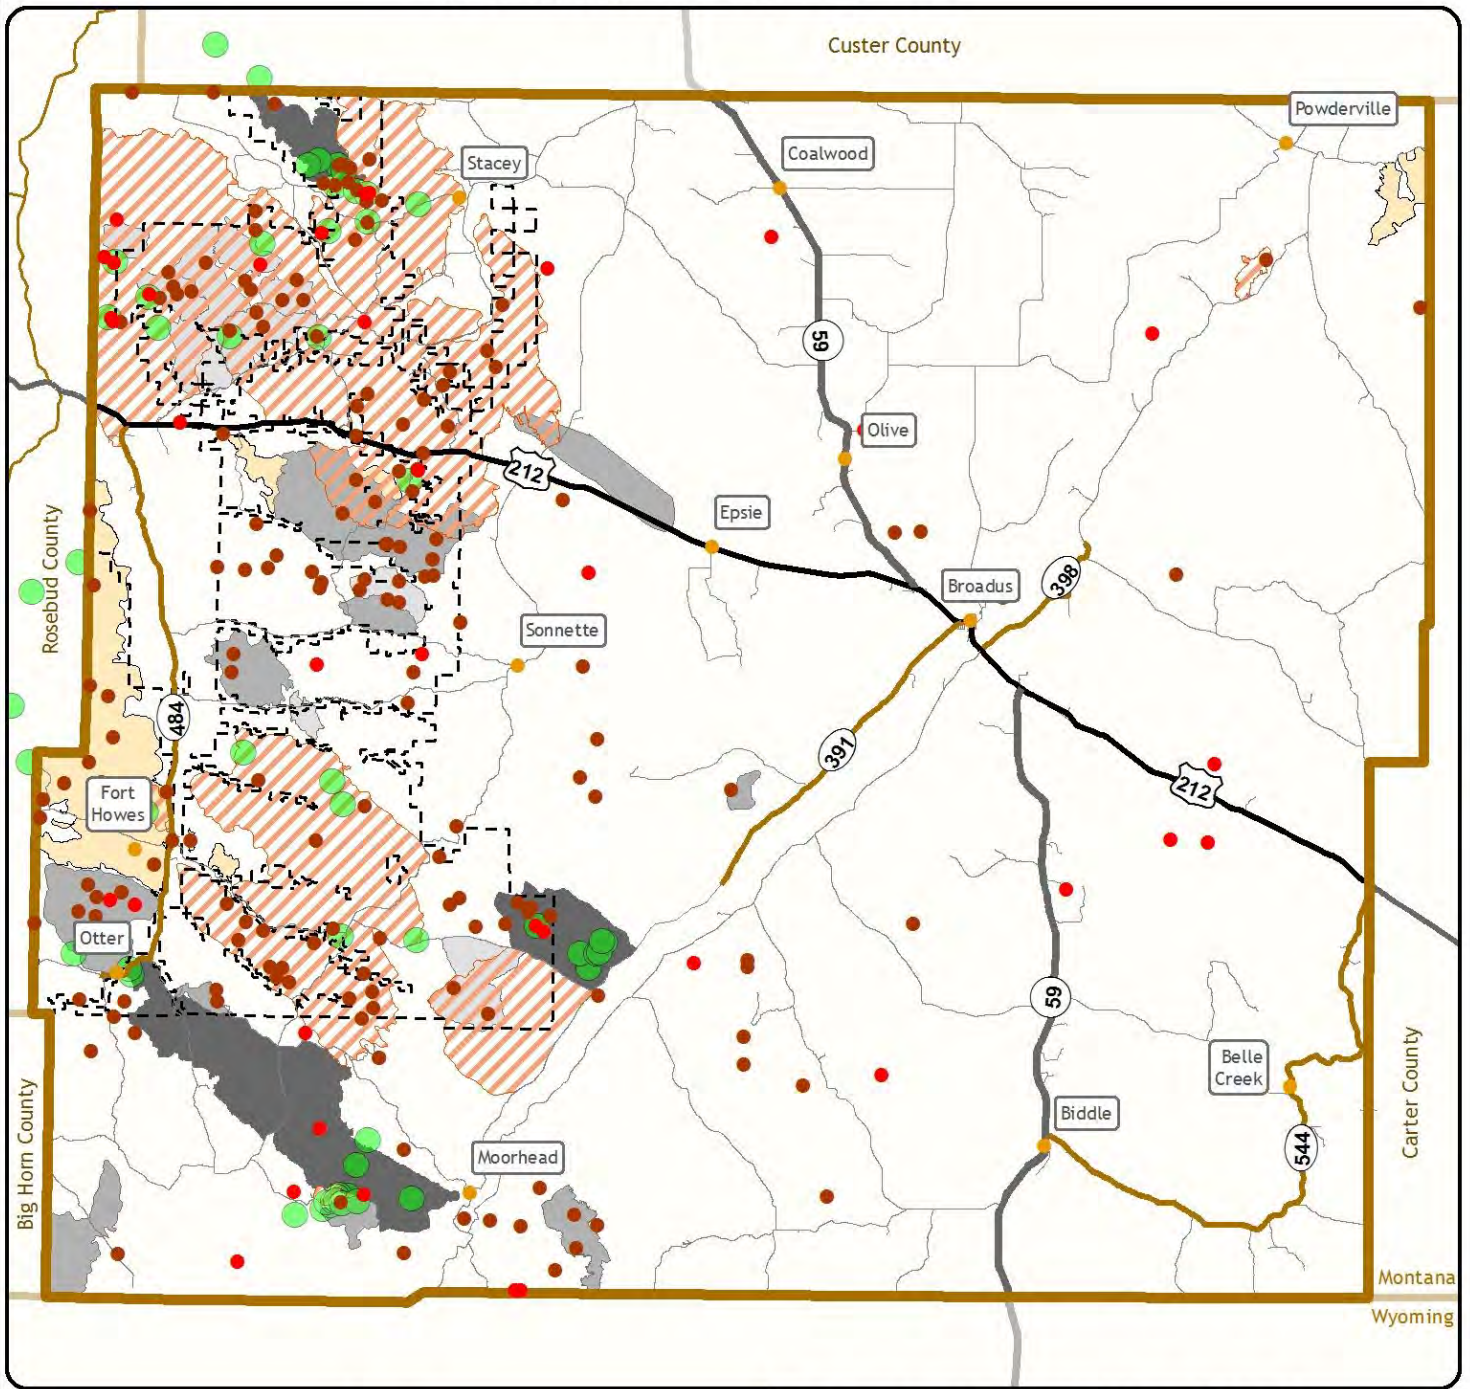 Custer County
Powderville
Coalwood
Stacey
59
Olive
212
Epsie
Rosebud County
398
Broadus
Sonnette
484
391
212
Fort
Howes
Otter
59
Belle
Creek
Carter County
Big Horn County
Biddle
544
Moorhead
Montana
Wyoming